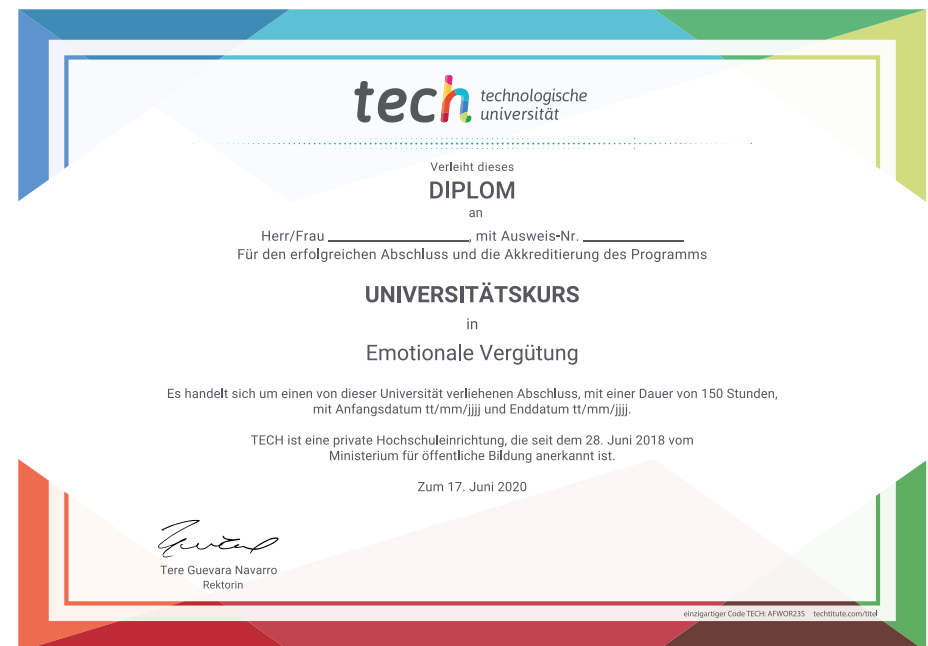 tech technologische
universität
Verleiht dieses
DIPLOM
an
Herr/Frau ____________________, mit Ausweis-Nr. ______________
Für den erfolgreichen Abschluss und die Akkreditierung des Programms
UNIVERSITÄTSKURS
in
Emotionale Vergütung
Es handelt sich um einen von dieser Universität verliehenen Abschluss, mit einer Dauer von 150 Stunden,
mit Anfangsdatum tt/mm/jjjj und Enddatum tt/mm/jjjj.
TECH ist eine private Hochschuleinrichtung, die seit dem 28. Juni 2018 vom
Ministerium für öffentliche Bildung anerkannt ist.
Zum 17. Juni 2020
Tere Guevara Navarro
Rektorin
einzigartiger Code TECH: AFWOR23S techtitute.com/titel